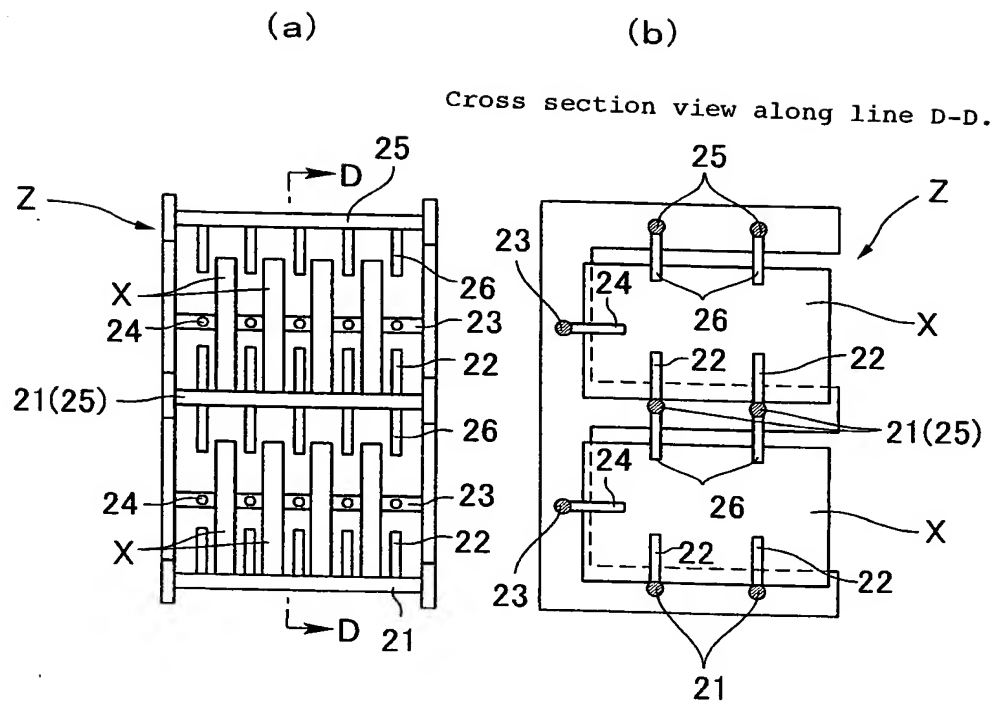 (a) (b)
Cross section view along line D-D.
25 D 25
Z Z
23
26 24
X 26 X
24 23
22 22 22
21(25) 21(25)
26
24 26
24 23
X 22 22 X
22
23
D 21 21